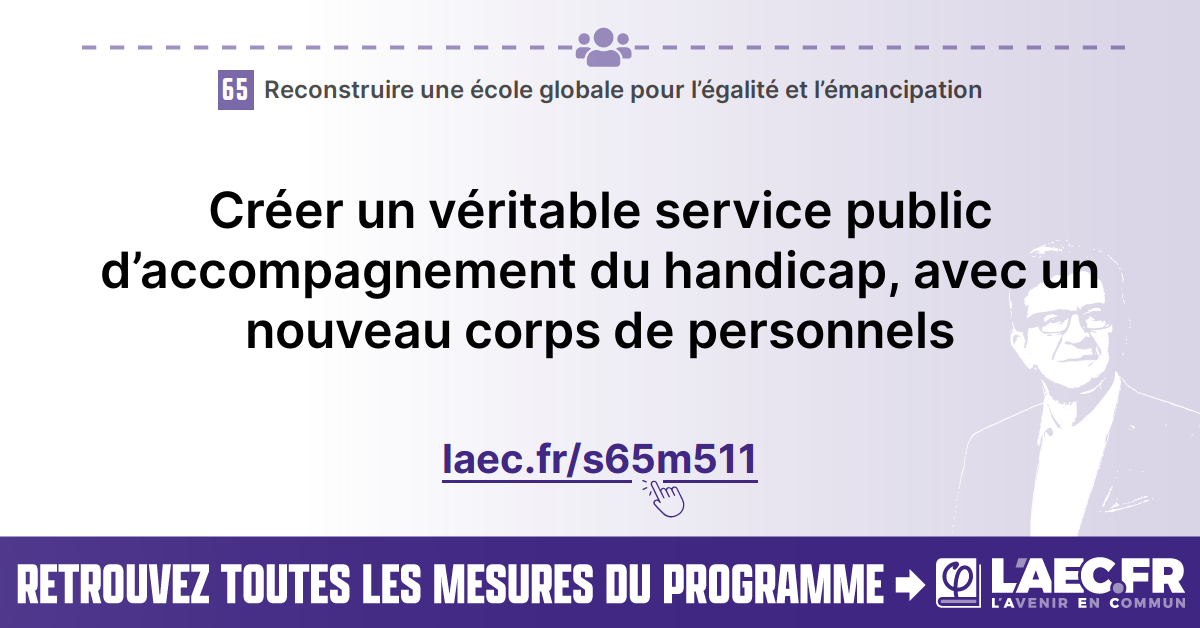 65 Reconstruire une école globale pour l’égalité et l’émancipation
Créer un véritable service public
d’accompagnement du handicap, avec un
nouveau corps de personnels
laec.fr/s65m511
RETROUVEZ TOUTES LES MESURES DU PROGRAMME
L'AEC.FR
L'AVENIR EN COMMUN